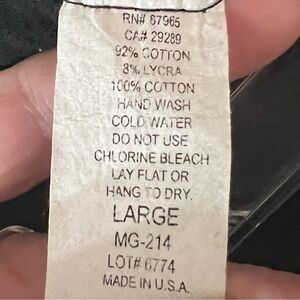 RN# 67965
CA# 29289
92% COTTON
8% LYCRA
100% COTTON
HAND WASH
COLD WATER
DO NOT USE
CHLORINE BLEACH
LAY FLAT OR
HANG TO DRY.
LARGE
MG-214
LOT# 6774
MADE IN U.S.A.